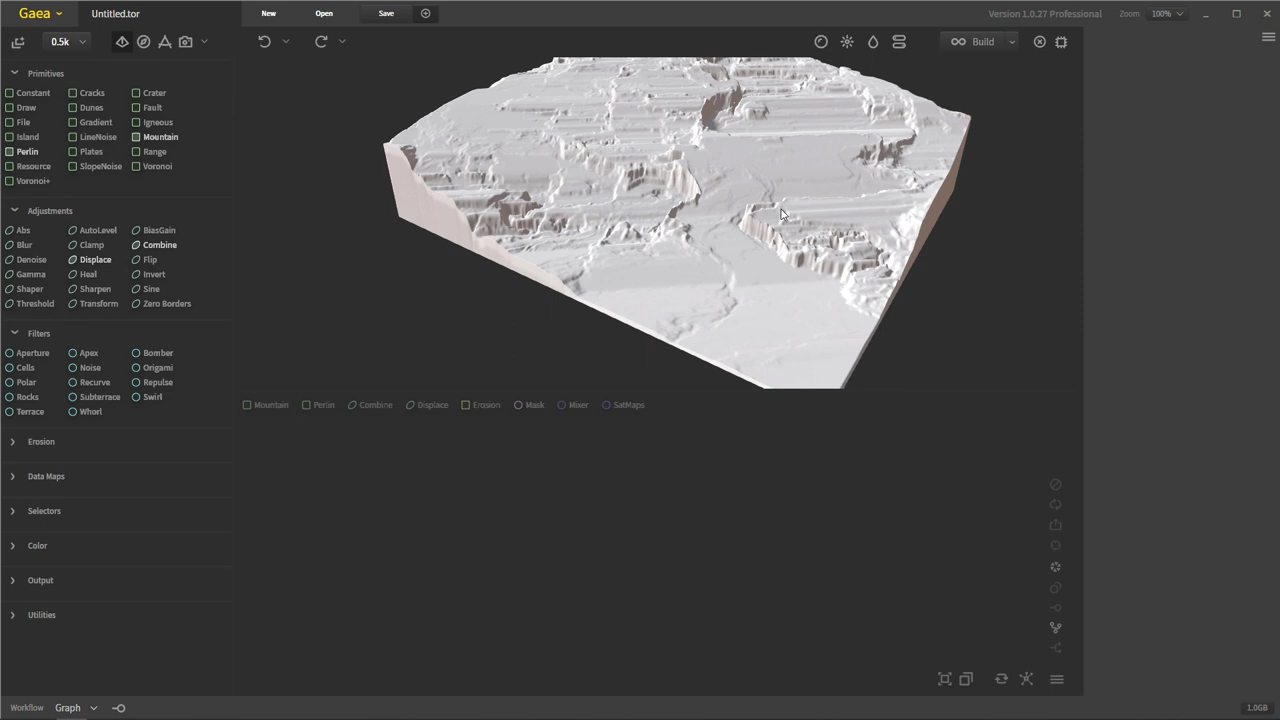 Gaea Untitled.tor New Open Save Version 1.0.27 Professional Zoom 100%
0.5k Build
Primitives
Constant Cracks Crater
Draw Dunes Fault
File Gradient Igneous
Island LineNoise Mountain
Perlin Plates Range
Resource SlopeNoise Voronoi
Voronoi+
Adjustments
Abs AutoLevel BiasGain
Blur Clamp Combine
Denoise Displace Flip
Gamma Heal Invert
Shaper Sharpen Sine
Threshold Transform Zero Borders
Filters
Aperture Apex Bomber
Cells Noise Origami
Polar Recurve Repulse
Rocks Subterrace Swirl
Terrace Whorl
Mountain Perlin Combine Displace Erosion Mask Mixer SatMaps
Erosion
Data Maps
Selectors
Color
Output
Utilities
Workflow Graph 1.0GB